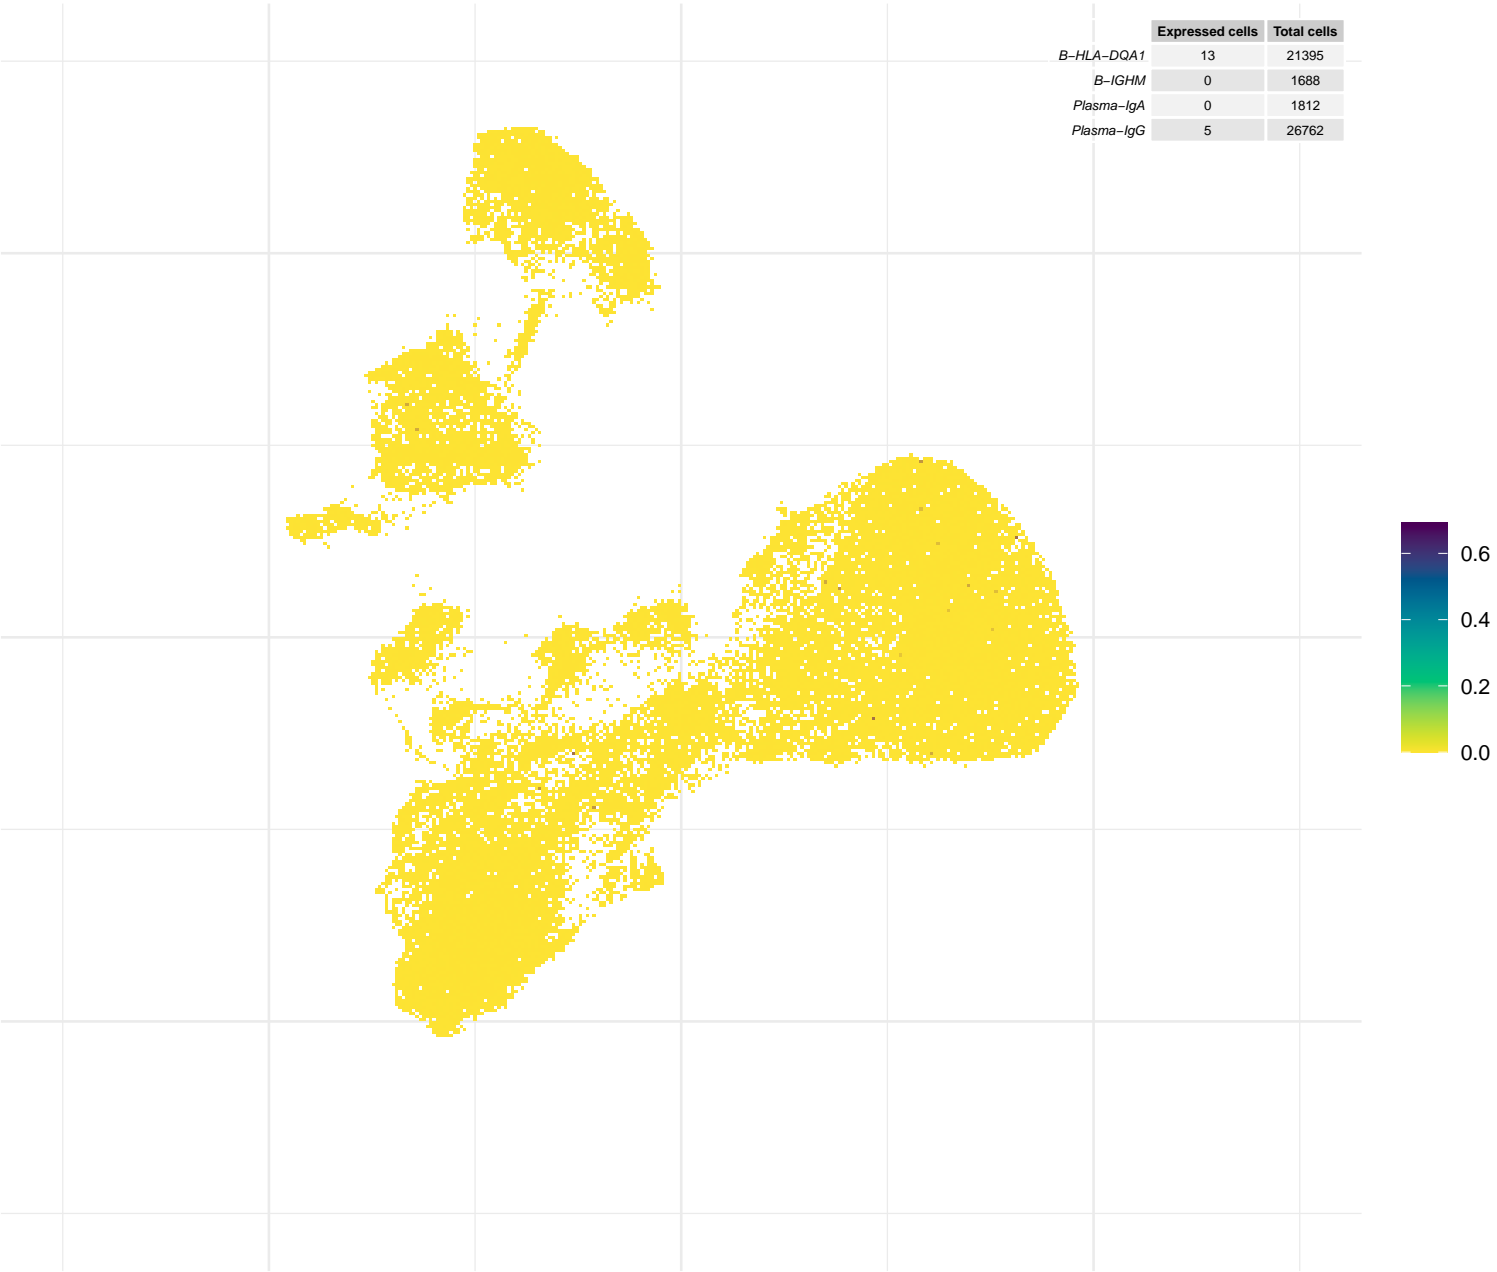 Expressed cells Total cells
B−HLA−DQA1 13 21395
B−IGHM 0 1688
Plasma−IgA 0 1812
Plasma−IgG 5 26762
0.6
0.4
0.2
0.0